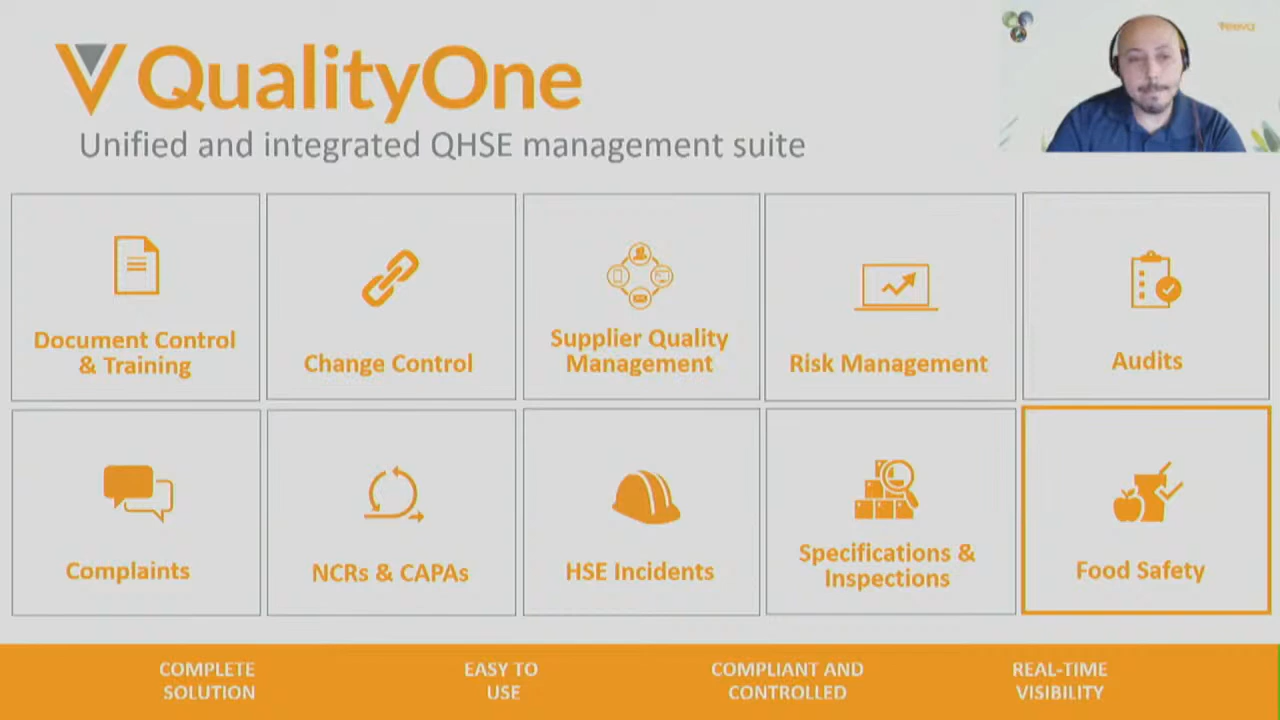 QualityOne
Unified and integrated QHSE management suite
Veeva
Document Control
& Training
Change Control
Supplier Quality
Management
Risk Management
Audits
Complaints
NCRs & CAPAs
HSE Incidents
Specifications &
Inspections
Food Safety
COMPLETE
SOLUTION
EASY TO
USE
COMPLIANT AND
CONTROLLED
REAL-TIME
VISIBILITY